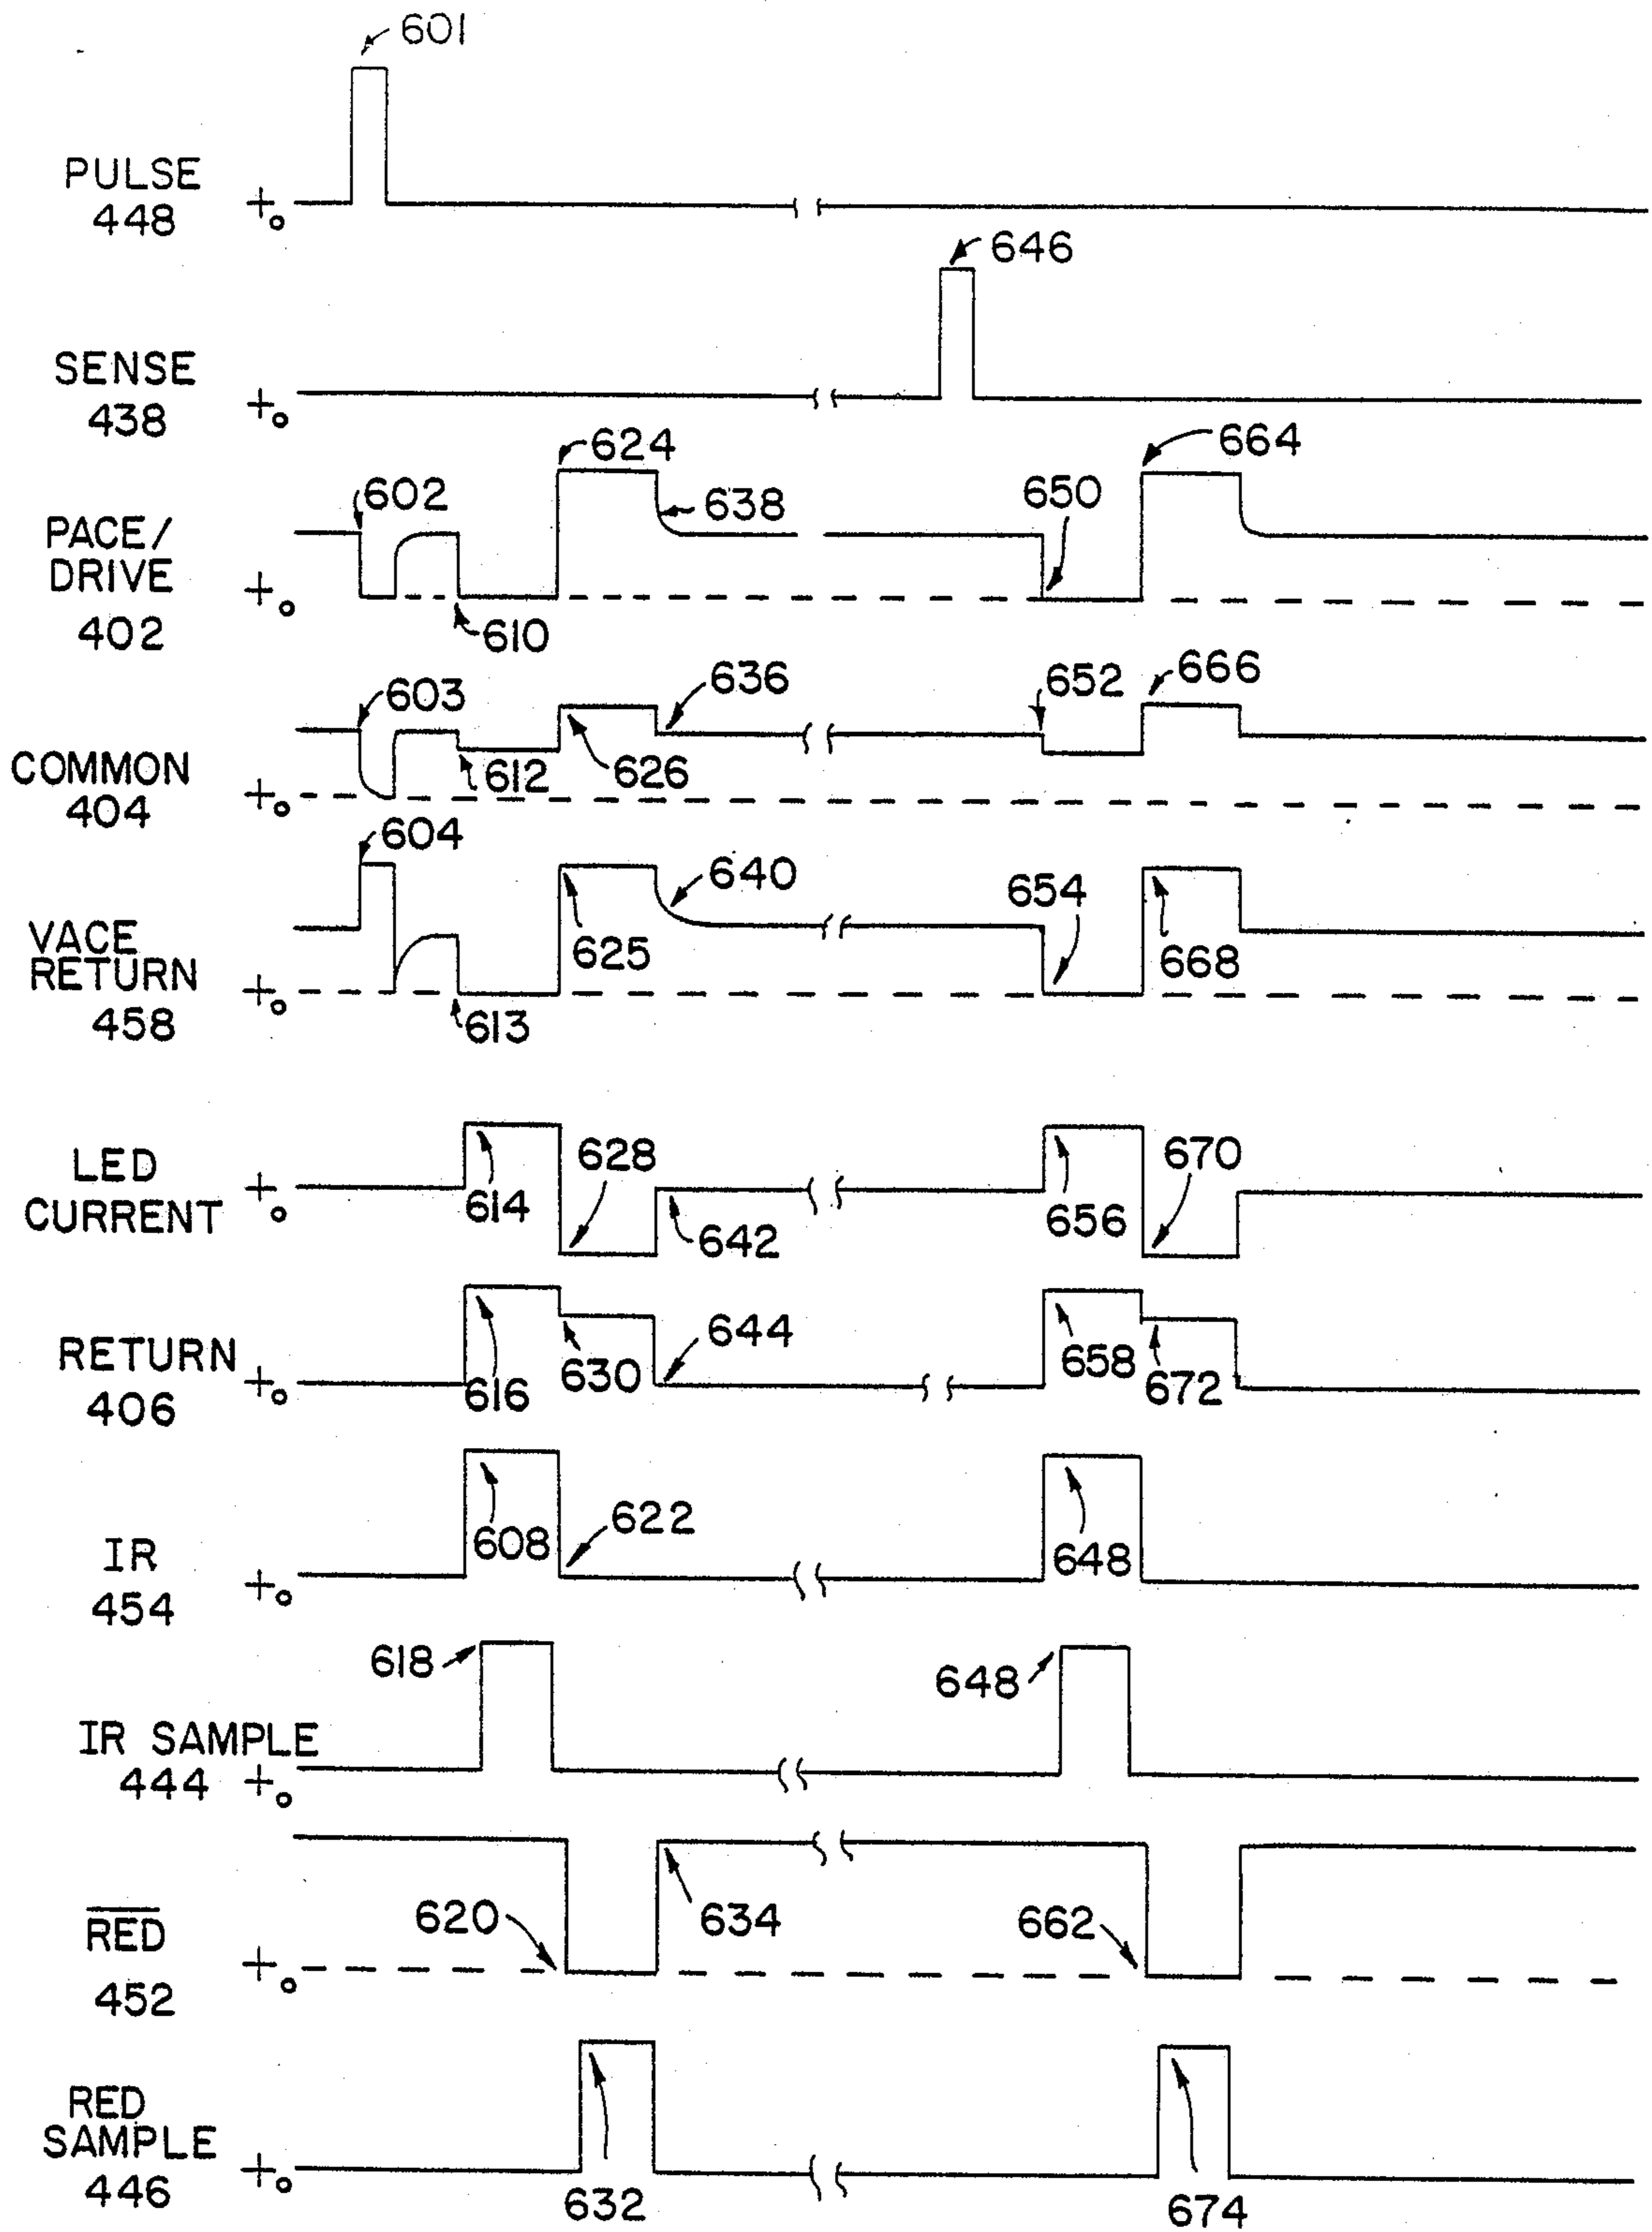 601
PULSE
448
+o
646
SENSE
438
+o
624
664
602
638
650
PACE/
DRIVE
402
+o
610
603
636
652
666
612
626
COMMON
404
+o
604
640
654
VACE
RETURN
458
+o
625
668
613
LED
CURRENT
+o
614
628
642
656
670
RETURN
406
+o
616
630
644
658
672
IR
454
+o
608
622
648
618
648
IR SAMPLE
444
+o
RED
452
+o
620
634
662
RED
SAMPLE
446
+o
632
674